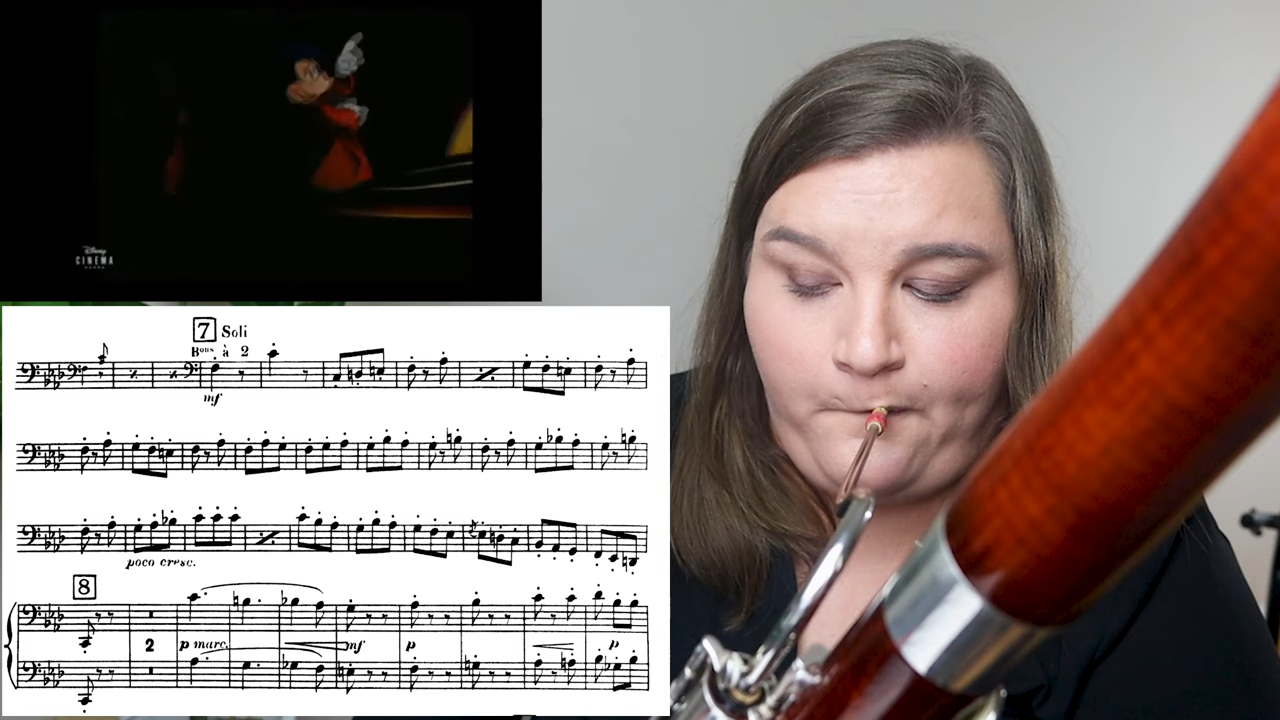 Disney
CINEMA
7 Soli
Bons à 2
mf
poco cresc.
8
2 p marc. mf p p